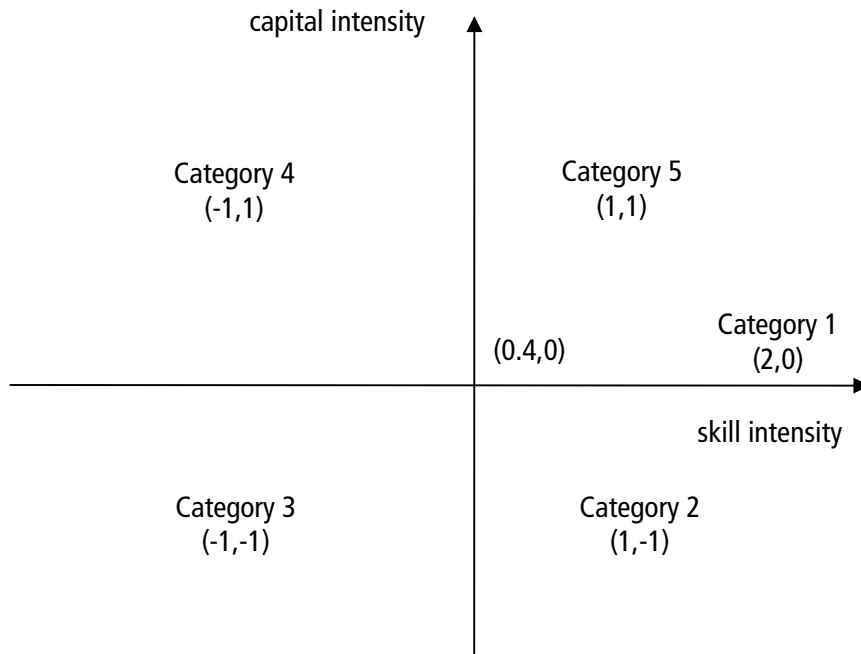 capital intensity
Category 4
(-1,1)
Category 5
(1,1)
(0.4,0)
Category 1
(2,0)
skill intensity
Category 3
(-1,-1)
Category 2
(1,-1)